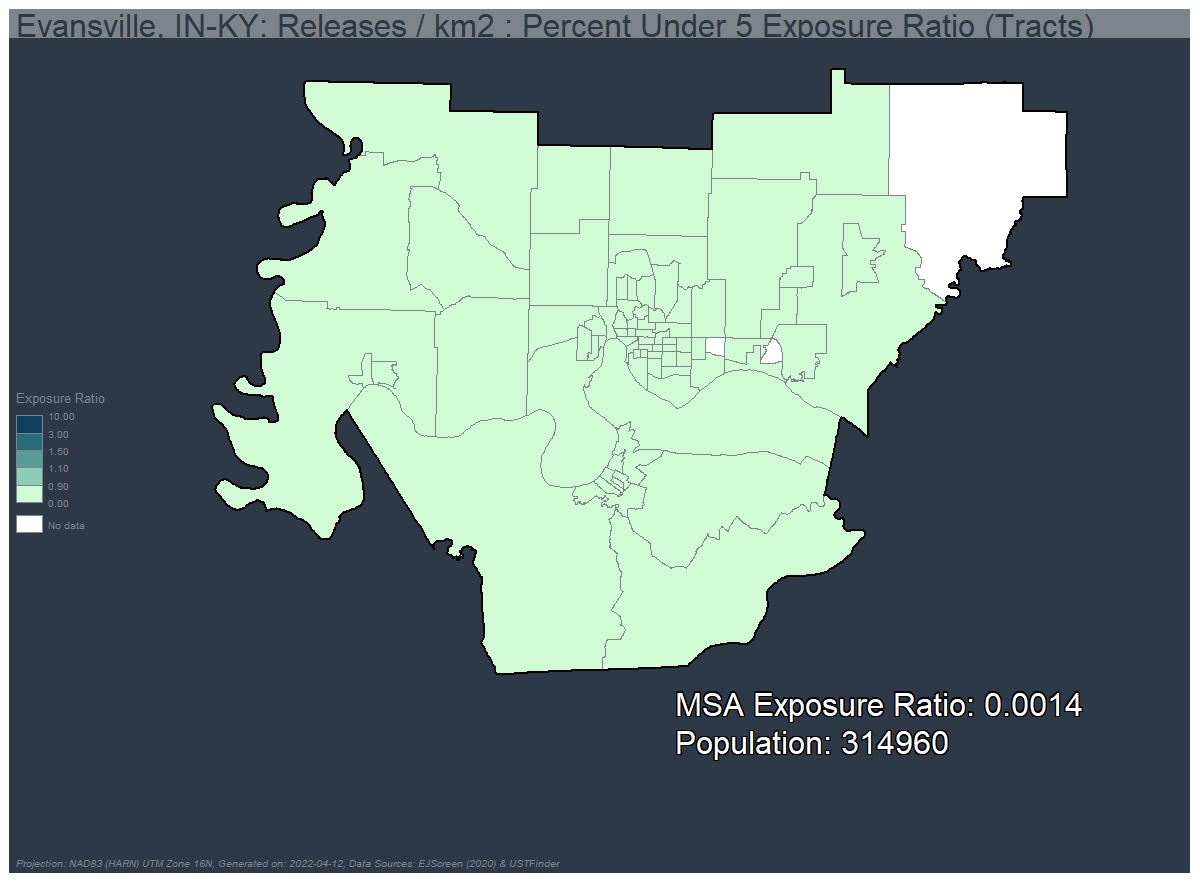 Evansville, IN-KY: Releases / km2 : Percent Under 5 Exposure Ratio (Tracts)
Exposure Ratio
10.00
3.00
1.50
1.10
0.90
0.00
No data
MSA Exposure Ratio: 0.0014
Population: 314960
Projection: NAD83 (HARN) UTM Zone 16N, Generated on: 2022-04-12, Data Sources: EJScreen (2020) & USTFinder